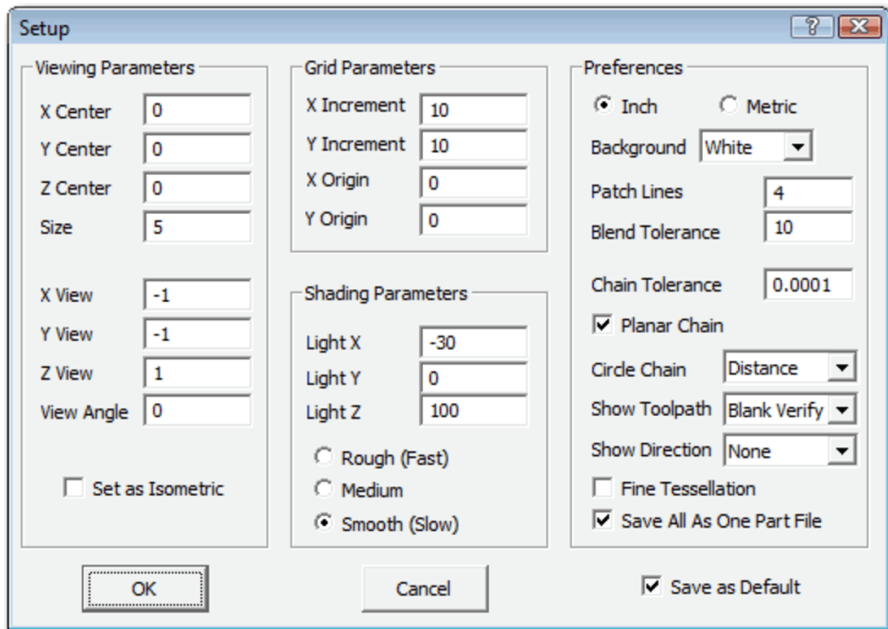 Setup
Viewing Parameters
X Center 0
Y Center 0
Z Center 0
Size 5
X View -1
Y View -1
Z View 1
View Angle 0
Set as Isometric
Grid Parameters
X Increment 10
Y Increment 10
X Origin 0
Y Origin 0
Shading Parameters
Light X -30
Light Y 0
Light Z 100
Rough (Fast)
Medium
Smooth (Slow)
Preferences
Inch Metric
Background White
Patch Lines 4
Blend Tolerance 10
Chain Tolerance 0.0001
Planar Chain
Circle Chain Distance
Show Toolpath Blank Verify
Show Direction None
Fine Tessellation
Save All As One Part File
OK Cancel Save as Default